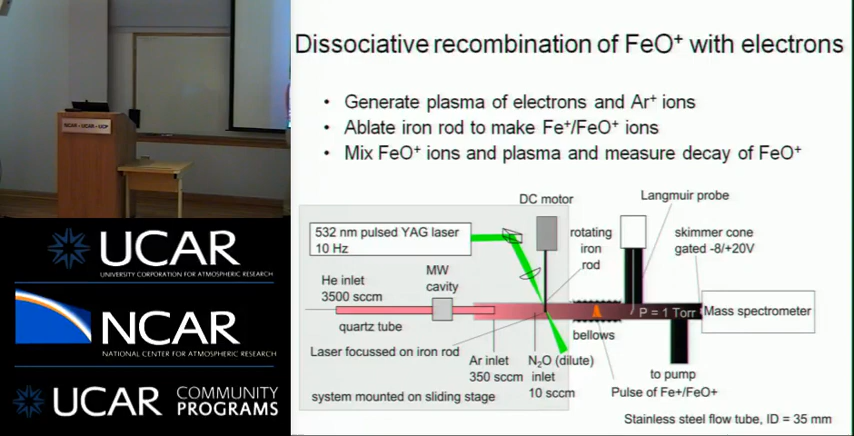 NCAR - UCAR - UCP
UCAR
UNIVERSITY CORPORATION FOR ATMOSPHERIC RESEARCH
NCAR
NATIONAL CENTER FOR ATMOSPHERIC RESEARCH
UCAR COMMUNITY
PROGRAMS
Dissociative recombination of FeO⁺ with electrons
• Generate plasma of electrons and Ar⁺ ions
• Ablate iron rod to make Fe⁺/FeO⁺ ions
• Mix FeO⁺ ions and plasma and measure decay of FeO⁺
DC motor
Langmuir probe
532 nm pulsed YAG laser
10 Hz
rotating
iron
rod
skimmer cone
gated -8/+20V
He inlet
3500 sccm
MW
cavity
quartz tube
P = 1 Torr
Mass spectrometer
bellows
Laser focussed on iron rod
Ar inlet
350 sccm
N₂O (dilute)
inlet
10 sccm
to pump
Pulse of Fe+/FeO+
system mounted on sliding stage
Stainless steel flow tube, ID = 35 mm